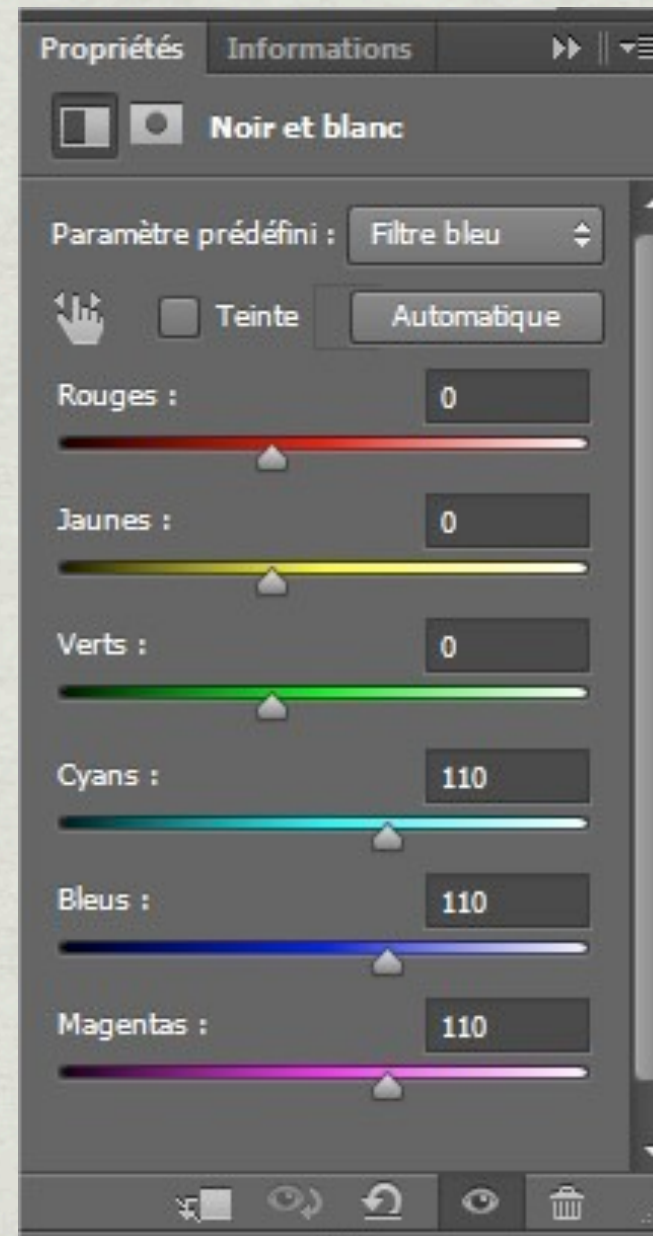 Propriétés Informations
Noir et blanc
Paramètre prédéfini : Filtre bleu
Teinte Automatique
Rouges : 0
Jaunes : 0
Verts : 0
Cyans : 110
Bleus : 110
Magentas : 110